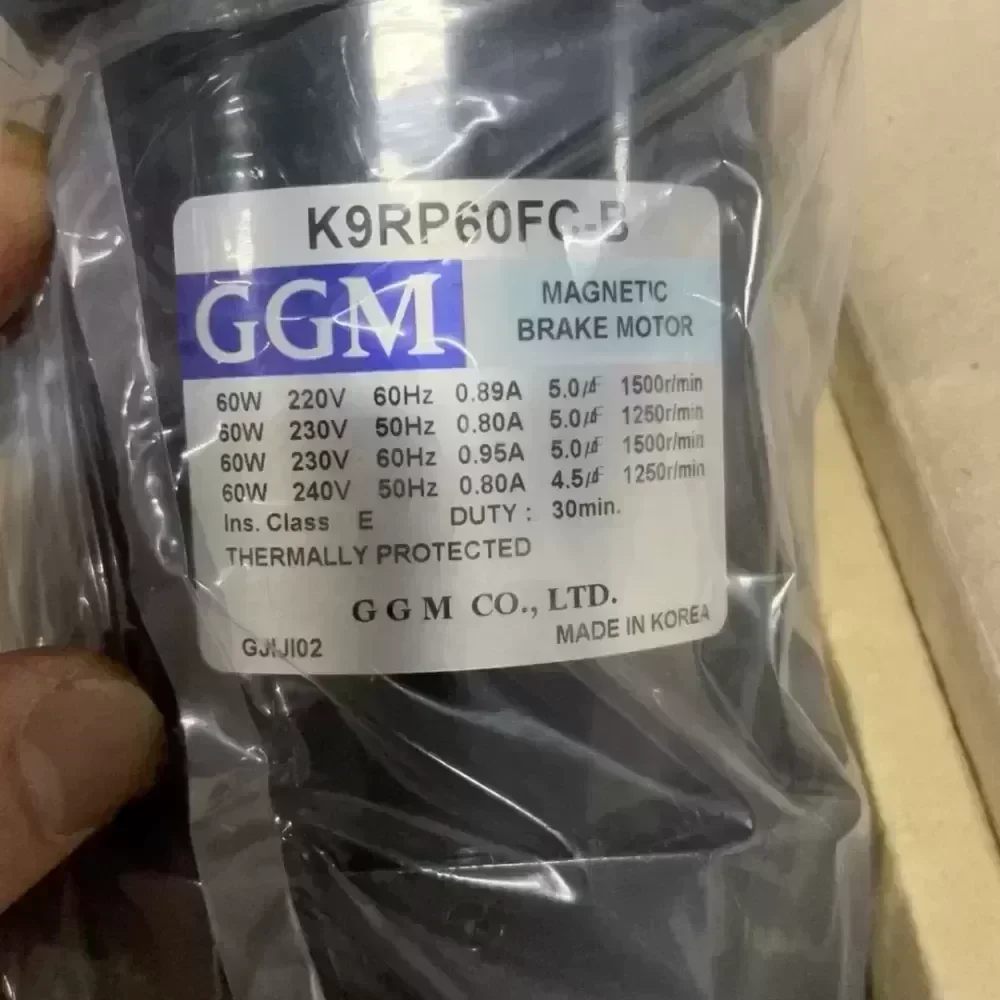 K9RP60FC-B
GGM
MAGNETIC
BRAKE MOTOR
60W 220V 60Hz 0.89A 5.0㎌ 1500r/min
60W 230V 50Hz 0.80A 5.0㎌ 1250r/min
60W 230V 60Hz 0.95A 5.0㎌ 1500r/min
60W 240V 50Hz 0.80A 4.5㎌ 1250r/min
Ins. Class E DUTY : 30min.
THERMALLY PROTECTED
G G M CO., LTD.
MADE IN KOREA